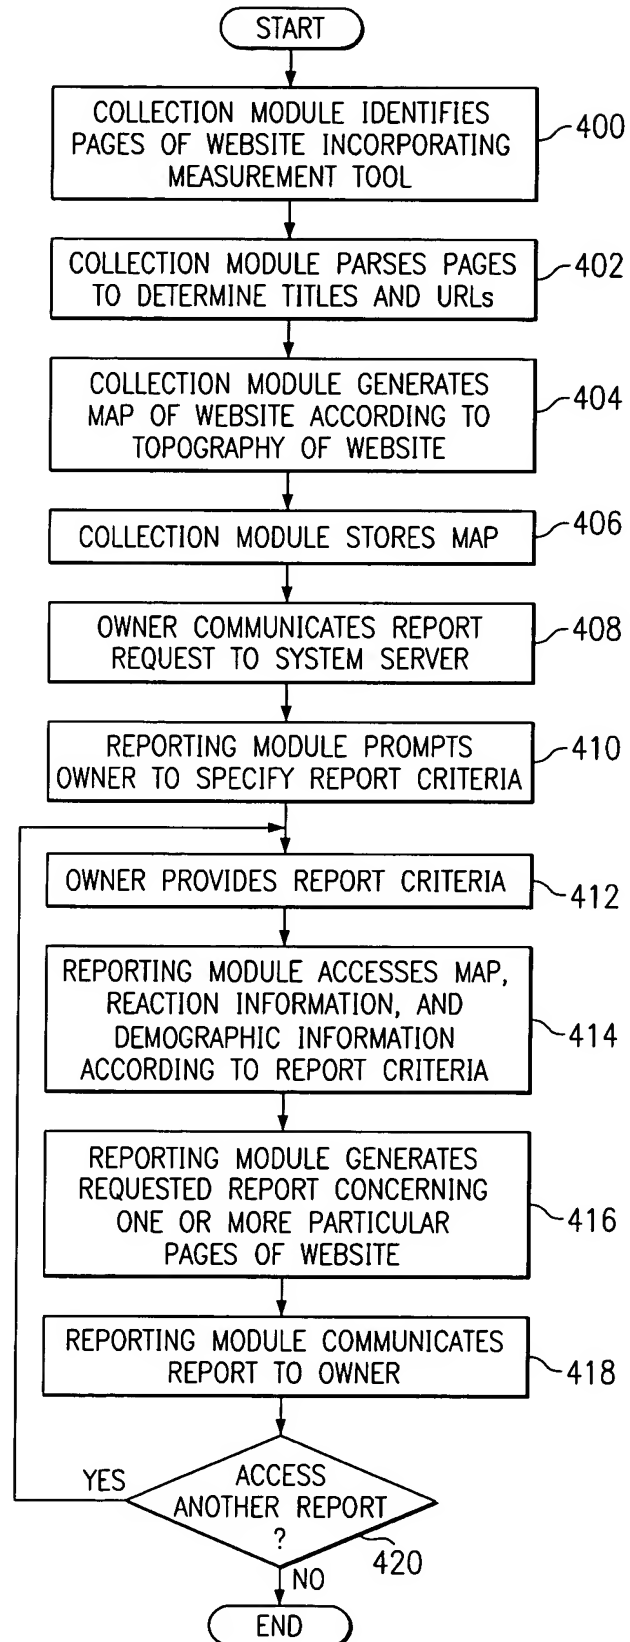 START
COLLECTION MODULE IDENTIFIES
PAGES OF WEBSITE INCORPORATING
MEASUREMENT TOOL
400
COLLECTION MODULE PARSES PAGES
TO DETERMINE TITLES AND URLs
402
COLLECTION MODULE GENERATES
MAP OF WEBSITE ACCORDING TO
TOPOGRAPHY OF WEBSITE
404
COLLECTION MODULE STORES MAP
406
OWNER COMMUNICATES REPORT
REQUEST TO SYSTEM SERVER
408
REPORTING MODULE PROMPTS
OWNER TO SPECIFY REPORT CRITERIA
410
OWNER PROVIDES REPORT CRITERIA
412
REPORTING MODULE ACCESSES MAP,
REACTION INFORMATION, AND
DEMOGRAPHIC INFORMATION
ACCORDING TO REPORT CRITERIA
414
REPORTING MODULE GENERATES
REQUESTED REPORT CONCERNING
ONE OR MORE PARTICULAR
PAGES OF WEBSITE
416
REPORTING MODULE COMMUNICATES
REPORT TO OWNER
418
YES
ACCESS
ANOTHER REPORT
?
420
NO
END